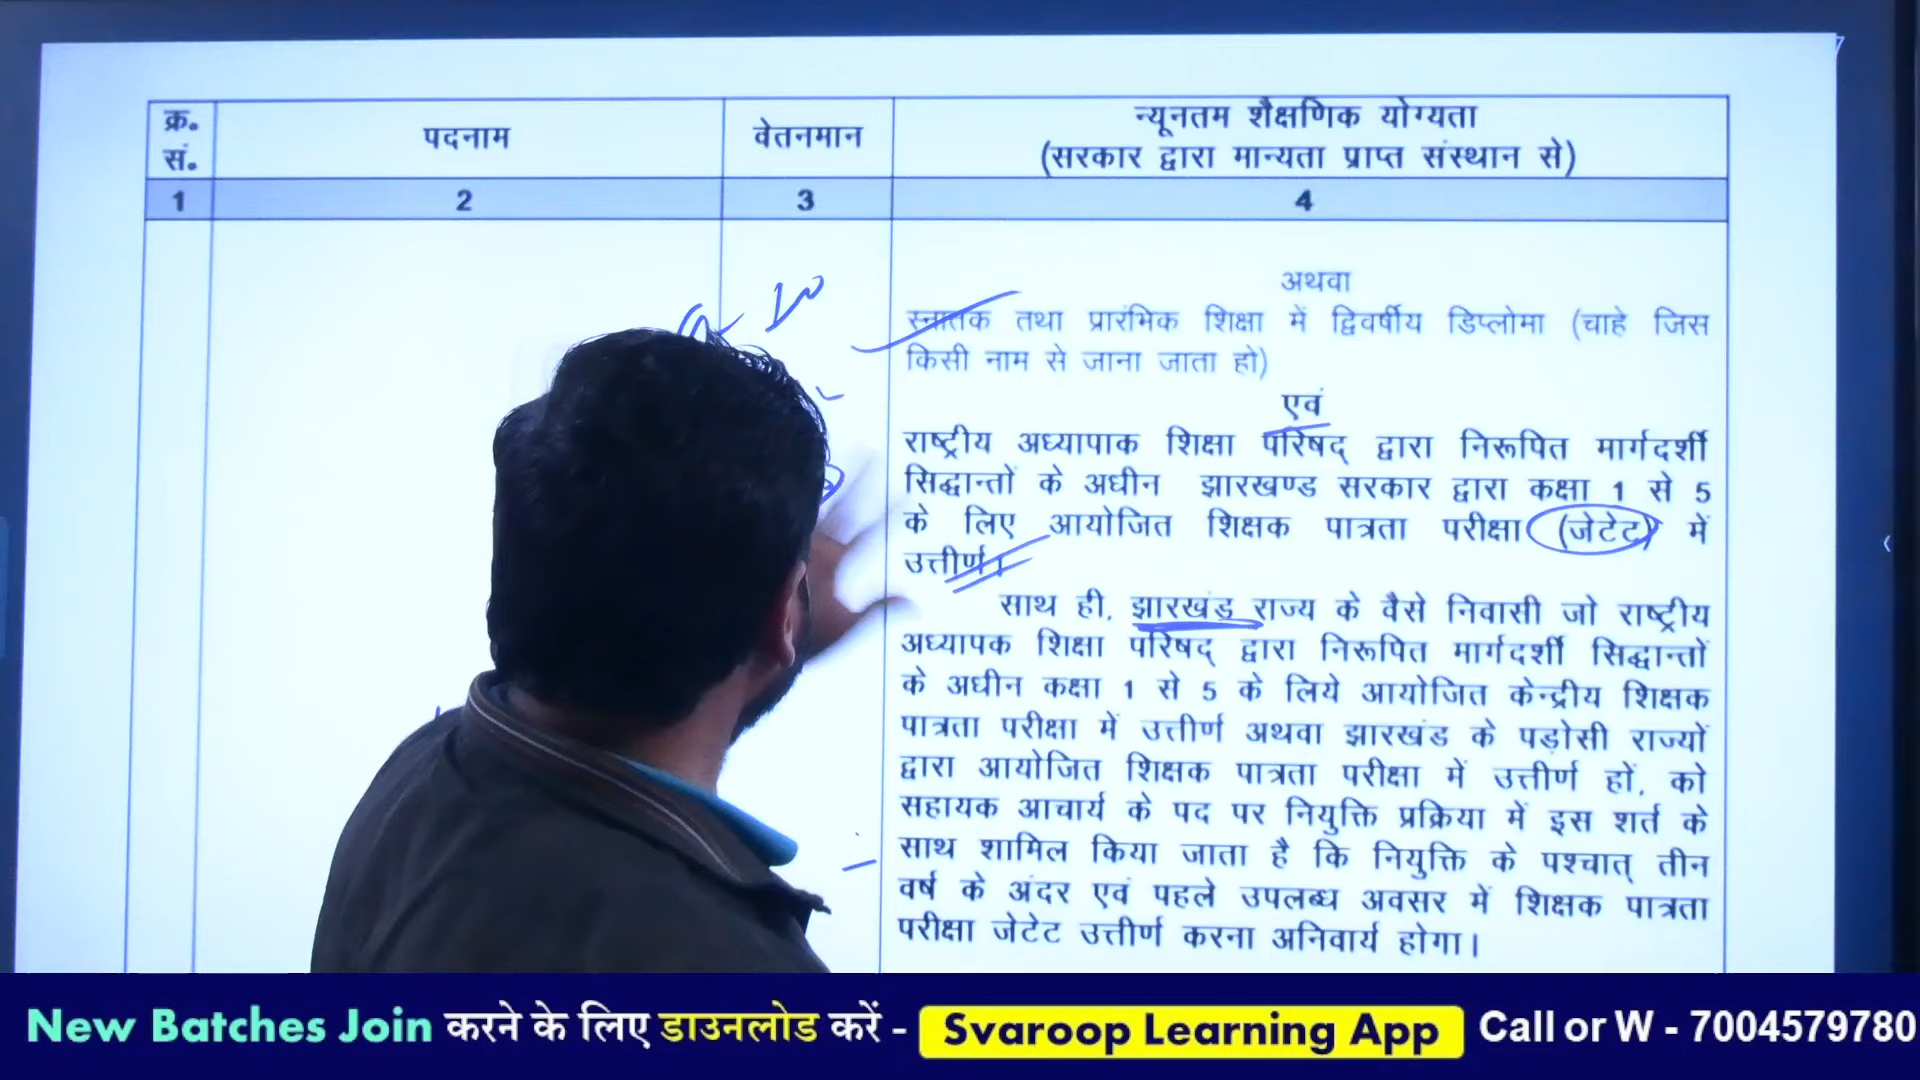 क्र. सं.
पदनाम
वेतनमान
न्यूनतम शैक्षणिक योग्यता
(सरकार द्वारा मान्यता प्राप्त संस्थान से)
1 2 3 4
अथवा
स्नातक तथा प्रारंभिक शिक्षा में द्विवर्षीय डिप्लोमा (चाहे जिस
किसी नाम से जाना जाता हो)
एवं
राष्ट्रीय अध्यापाक शिक्षा परिषद् द्वारा निरूपित मार्गदर्शी
सिद्धान्तों के अधीन झारखण्ड सरकार द्वारा कक्षा 1 से 5
के लिए आयोजित शिक्षक पात्रता परीक्षा (जेटेट) में
उत्तीर्ण।
साथ ही, झारखंड राज्य के वैसे निवासी जो राष्ट्रीय
अध्यापक शिक्षा परिषद् द्वारा निरूपित मार्गदर्शी सिद्धान्तों
के अधीन कक्षा 1 से 5 के लिये आयोजित केन्द्रीय शिक्षक
पात्रता परीक्षा में उत्तीर्ण अथवा झारखंड के पड़ोसी राज्यों
द्वारा आयोजित शिक्षक पात्रता परीक्षा में उत्तीर्ण हों, को
सहायक आचार्य के पद पर नियुक्ति प्रक्रिया में इस शर्त के
साथ शामिल किया जाता है कि नियुक्ति के पश्चात् तीन
वर्ष के अंदर एवं पहले उपलब्ध अवसर में शिक्षक पात्रता
परीक्षा जेटेट उत्तीर्ण करना अनिवार्य होगा।
New Batches Join करने के लिए डाउनलोड करें - Svaroop Learning App Call or W - 7004579780